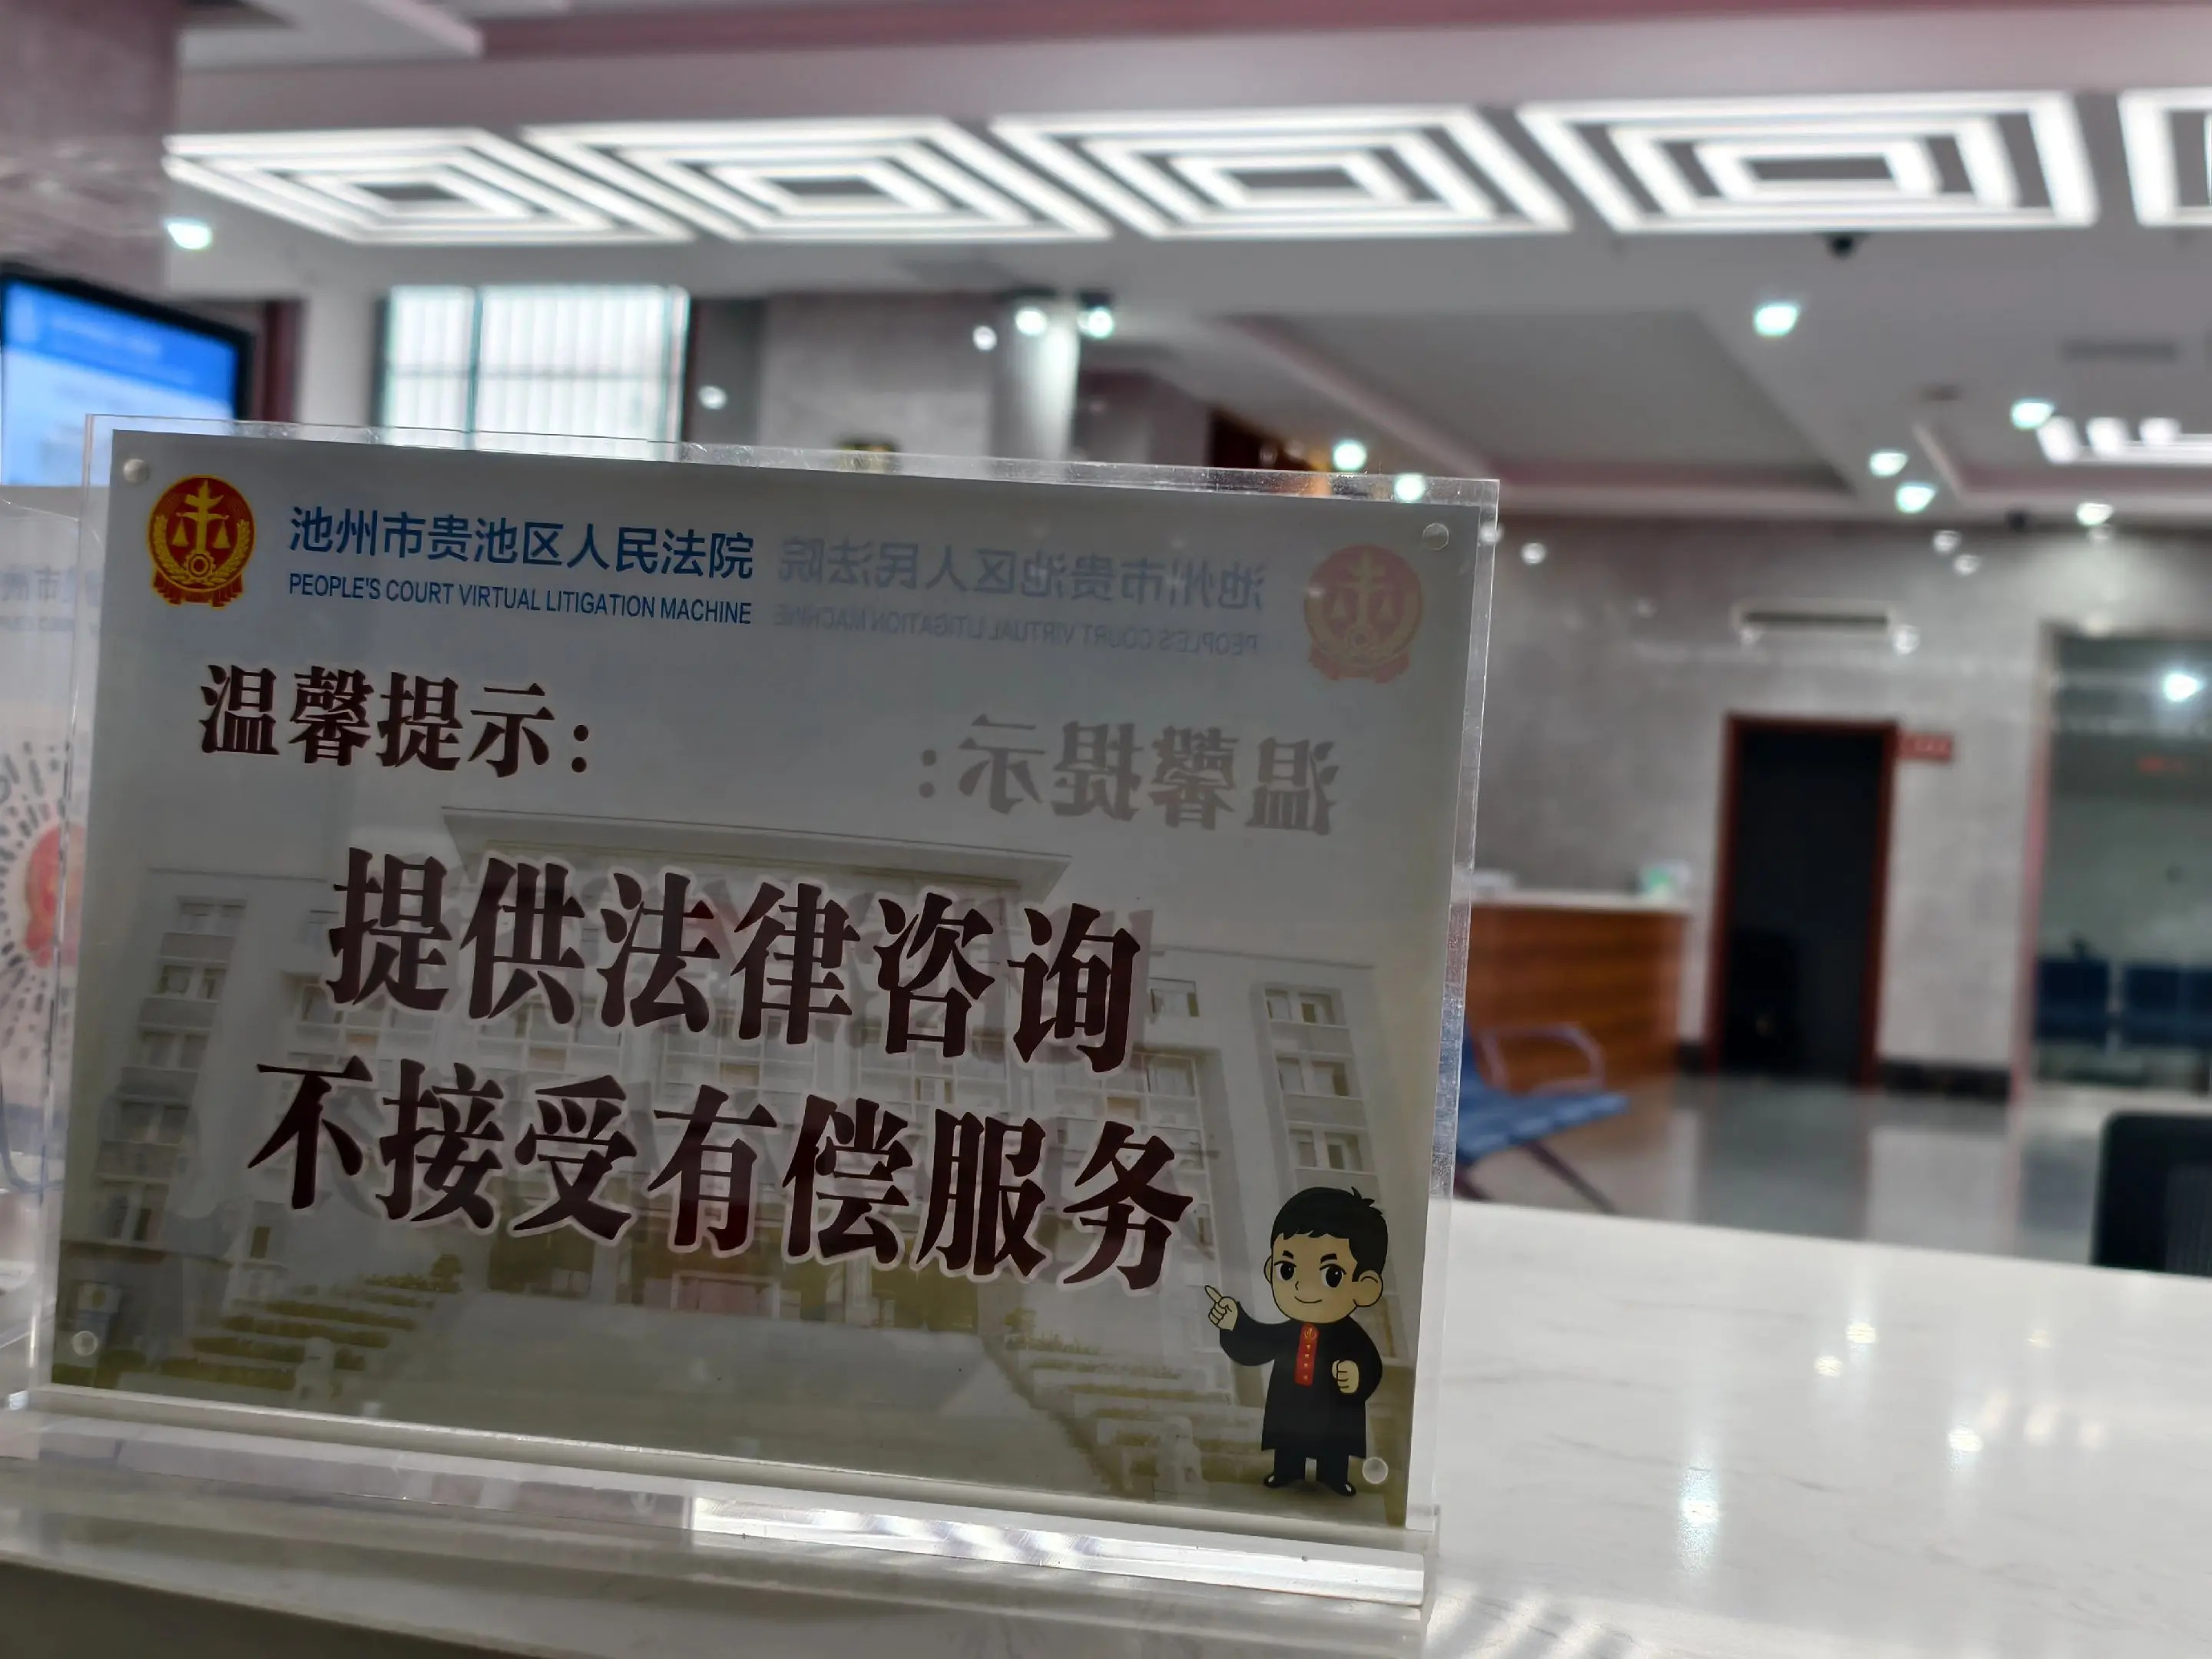 池州市贵池区人民法院
PEOPLE'S COURT VIRTUAL LITIGATION MACHINE
温馨提示：
提供法律咨询
不接受有偿服务